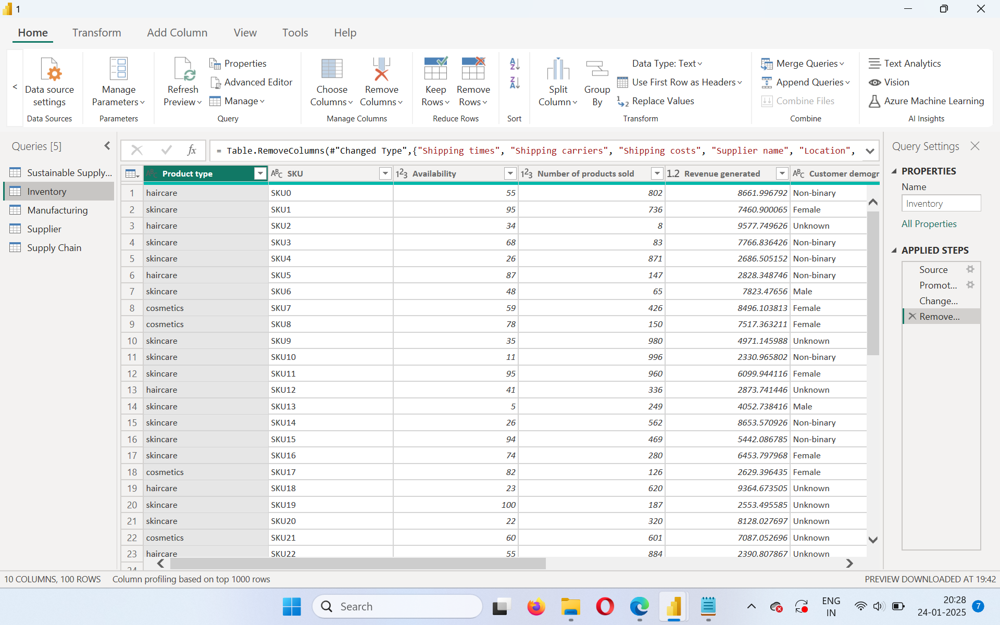 1
Home Transform Add Column View Tools Help
< Data source settings
Data Sources
Manage Parameters
Parameters
Refresh Preview
Properties
Advanced Editor
Manage
Query
Choose Columns
Remove Columns
Manage Columns
Keep Rows
Remove Rows
Reduce Rows
Sort
Split Column
Group By
Data Type: Text
Use First Row as Headers
Replace Values
Transform
Merge Queries
Append Queries
Combine Files
Combine
Text Analytics
Vision
Azure Machine Learning
AI Insights
Queries [5]
Sustainable Supply...
Inventory
Manufacturing
Supplier
Supply Chain
fx = Table.RemoveColumns(#"Changed Type",{"Shipping times", "Shipping carriers", "Shipping costs", "Supplier name", "Location",
Product type ABC SKU 123 Availability 123 Number of products sold 1.2 Revenue generated ABC Customer demogr
1 haircare SKU0 55 802 8661.996792 Non-binary
2 skincare SKU1 95 736 7460.900065 Female
3 haircare SKU2 34 8 9577.749626 Unknown
4 skincare SKU3 68 83 7766.836426 Non-binary
5 skincare SKU4 26 871 2686.505152 Non-binary
6 haircare SKU5 87 147 2828.348746 Non-binary
7 skincare SKU6 48 65 7823.47656 Male
8 cosmetics SKU7 59 426 8496.103813 Female
9 cosmetics SKU8 78 150 7517.363211 Female
10 skincare SKU9 35 980 4971.145988 Unknown
11 skincare SKU10 11 996 2330.965802 Non-binary
12 skincare SKU11 95 960 6099.944116 Female
13 haircare SKU12 41 336 2873.741446 Unknown
14 skincare SKU13 5 249 4052.738416 Male
15 skincare SKU14 26 562 8653.570926 Non-binary
16 skincare SKU15 94 469 5442.086785 Non-binary
17 skincare SKU16 74 280 6453.797968 Female
18 cosmetics SKU17 82 126 2629.396435 Female
19 haircare SKU18 23 620 9364.673505 Unknown
20 skincare SKU19 100 187 2553.495585 Unknown
21 skincare SKU20 22 320 8128.027697 Unknown
22 cosmetics SKU21 60 601 7087.052696 Unknown
23 haircare SKU22 55 884 2390.807867 Unknown
Query Settings
PROPERTIES
Name
Inventory
All Properties
APPLIED STEPS
Source
Promot...
Change...
Remove...
10 COLUMNS, 100 ROWS Column profiling based on top 1000 rows PREVIEW DOWNLOADED AT 19:42
Search
ENG
IN
20:28
24-01-2025
7